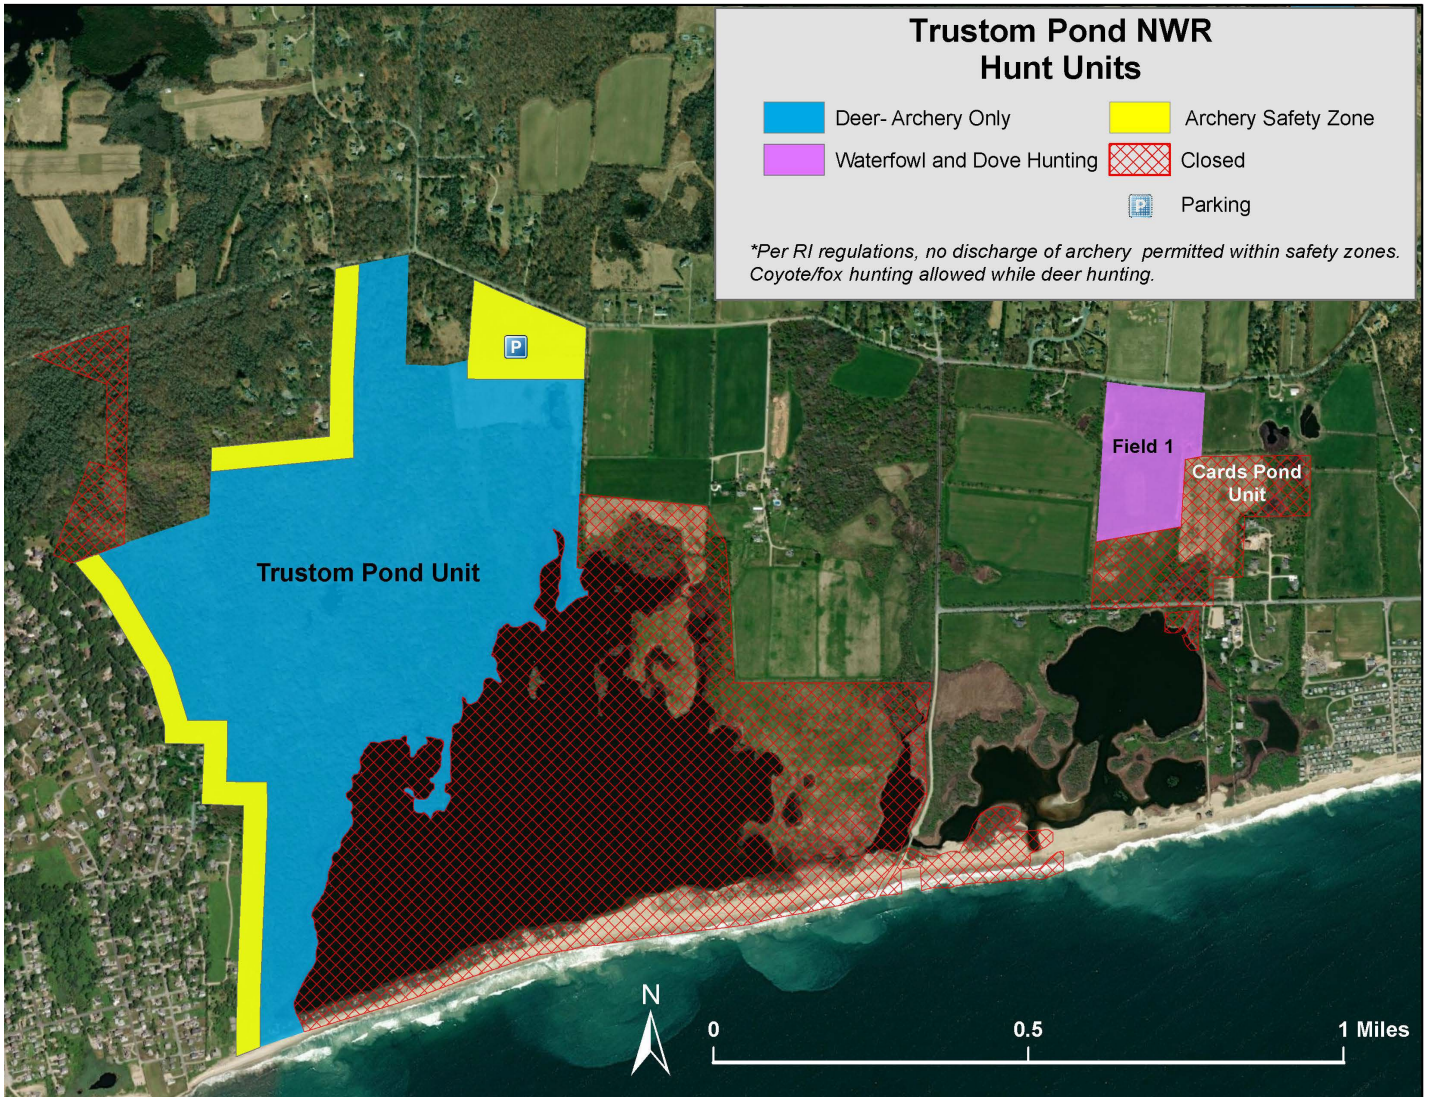 Trustom Pond NWR
Hunt Units
Deer- Archery Only
Archery Safety Zone
Waterfowl and Dove Hunting
Closed
P
Parking
*Per RI regulations, no discharge of archery  permitted within safety zones.
Coyote/fox hunting allowed while deer hunting.
P
Field 1
Cards Pond
Unit
Trustom Pond Unit
N
0
0.5
1 Miles